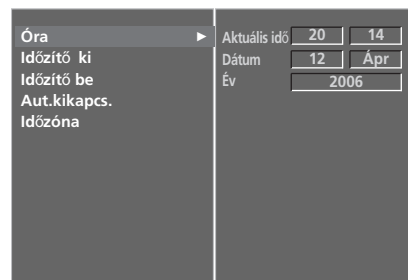 Óra ►
Időzítő ki
Időzítő be
Aut.kikapcs.
Időzóna
Aktuális idő 20 14
Dátum 12 Ápr
Év 2006